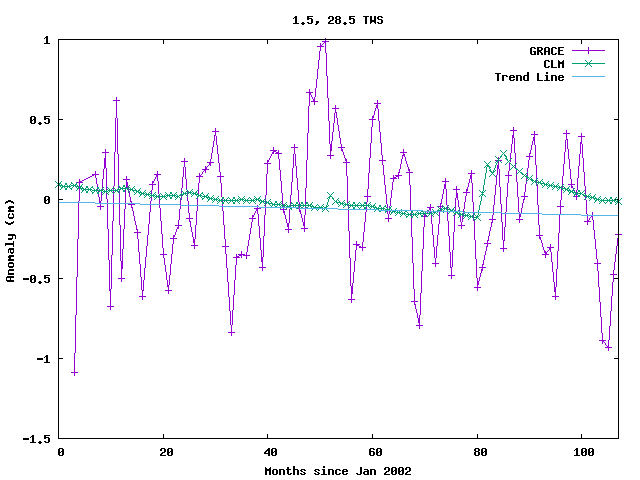 1.5, 28.5 TWS
GRACE
CLM
Trend Line
1
0.5
0
-0.5
-1
-1.5
Anomaly (cm)
0 20 40 60 80 100
Months since Jan 2002